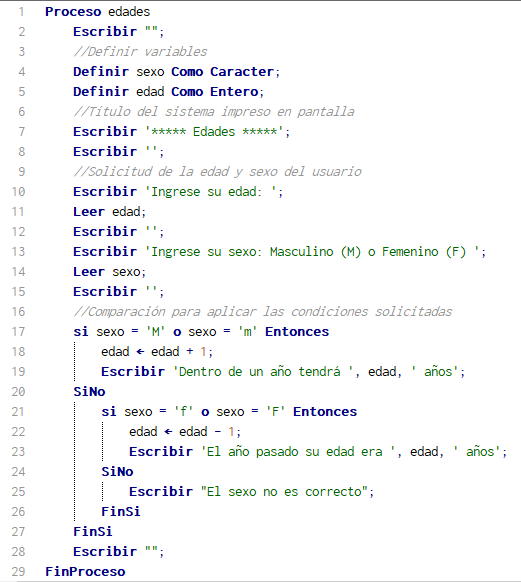 1 Proceso edades
2 Escribir "";
3 //Definir variables
4 Definir sexo Como Caracter;
5 Definir edad Como Entero;
6 //Título del sistema impreso en pantalla
7 Escribir '***** Edades *****';
8 Escribir '';
9 //Solicitud de la edad y sexo del usuario
10 Escribir 'Ingrese su edad: ';
11 Leer edad;
12 Escribir '';
13 Escribir 'Ingrese su sexo: Masculino (M) o Femenino (F) ';
14 Leer sexo;
15 Escribir '';
16 //Comparación para aplicar las condiciones solicitadas
17 si sexo = 'M' o sexo = 'm' Entonces
18 edad ← edad + 1;
19 Escribir 'Dentro de un año tendrá ', edad, ' años';
20 SiNo
21 si sexo = 'f' o sexo = 'F' Entonces
22 edad ← edad - 1;
23 Escribir 'El año pasado su edad era ', edad, ' años';
24 SiNo
25 Escribir "El sexo no es correcto";
26 FinSi
27 FinSi
28 Escribir "";
29 FinProceso